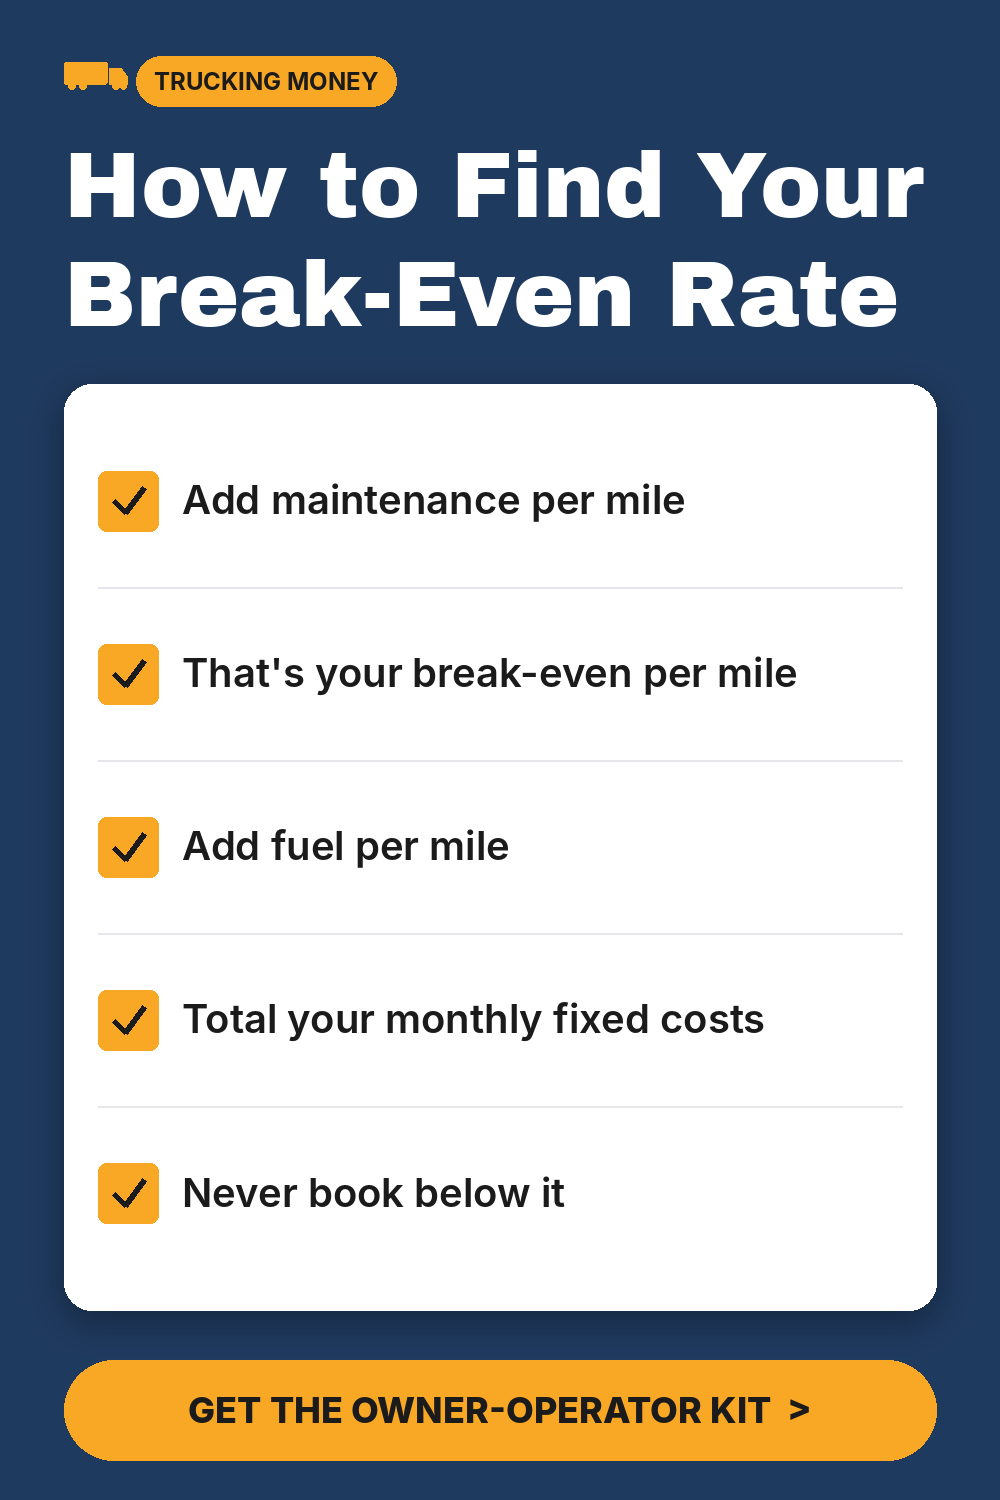 TRUCKING MONEY
How to Find Your
Break-Even Rate
Add maintenance per mile
That's your break-even per mile
Add fuel per mile
Total your monthly fixed costs
Never book below it
GET THE OWNER-OPERATOR KIT >